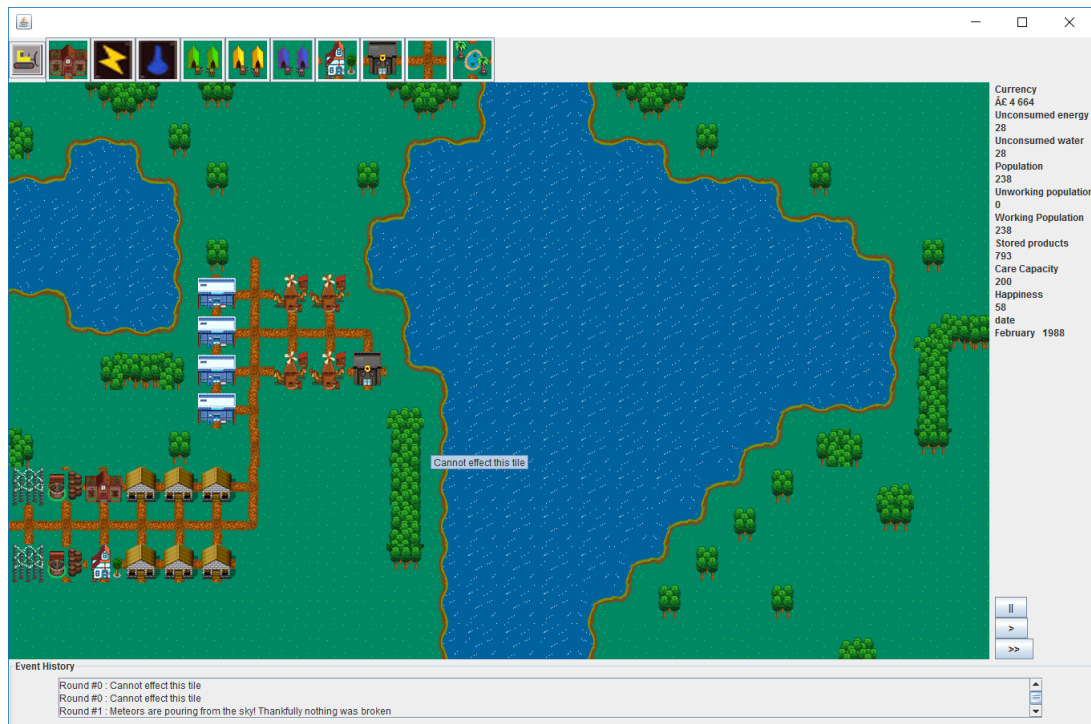 Currency
Â£ 4 664
Unconsumed energy
28
Unconsumed water
28
Population
238
Unworking population
0
Working Population
238
Stored products
793
Care Capacity
200
Happiness
58
date
February 1988
Cannot effect this tile
||
>
>>
Event History
Round #0 : Cannot effect this tile
Round #0 : Cannot effect this tile
Round #1 : Meteors are pouring from the sky! Thankfully nothing was broken